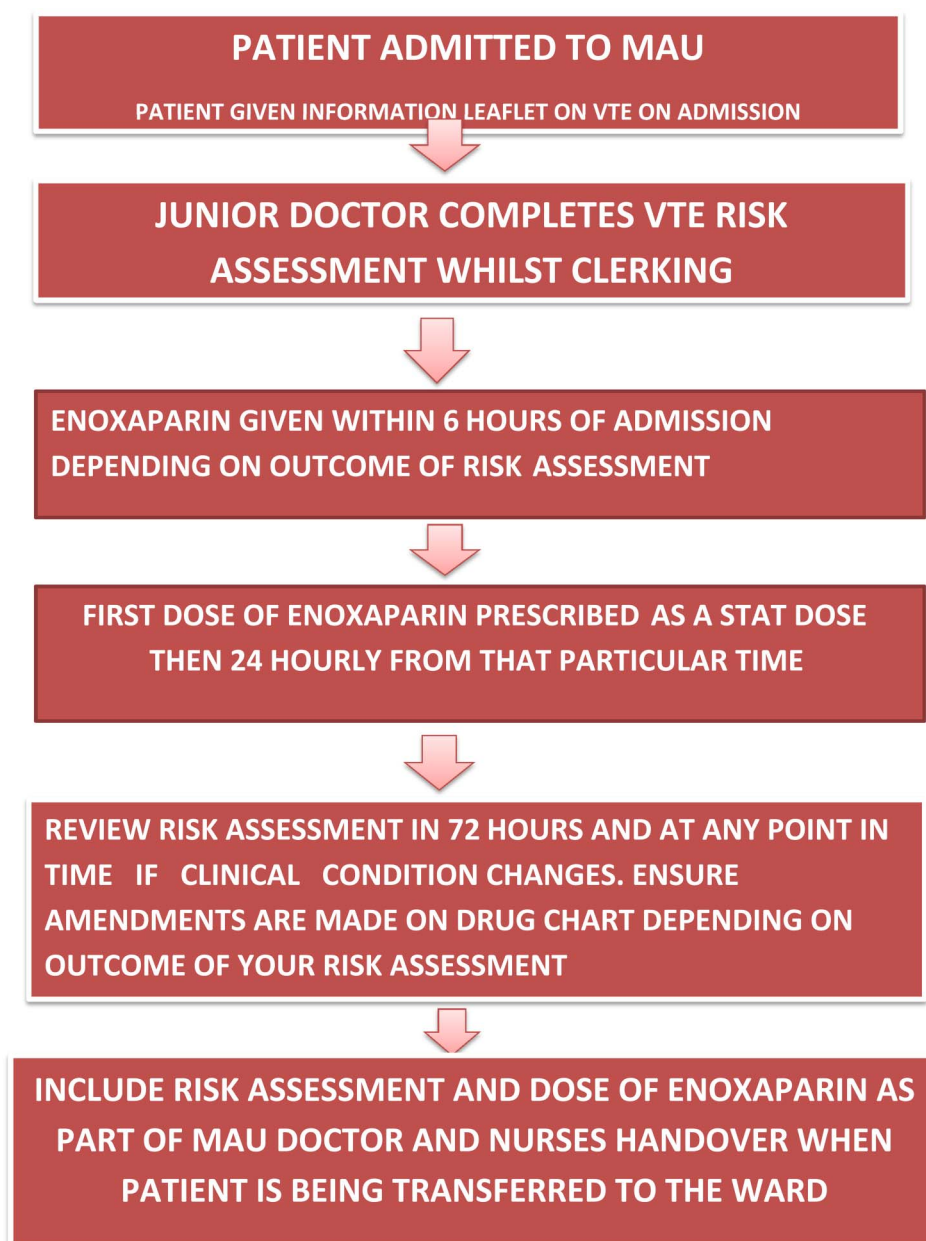 PATIENT ADMITTED TO MAU
PATIENT GIVEN INFORMATION LEAFLET ON VTE ON ADMISSION
JUNIOR DOCTOR COMPLETES VTE RISK
ASSESSMENT WHILST CLERKING
ENOXAPARIN GIVEN WITHIN 6 HOURS OF ADMISSION
DEPENDING ON OUTCOME OF RISK ASSESSMENT
FIRST DOSE OF ENOXAPARIN PRESCRIBED AS A STAT DOSE
THEN 24 HOURLY FROM THAT PARTICULAR TIME
REVIEW RISK ASSESSMENT IN 72 HOURS AND AT ANY POINT IN
TIME IF CLINICAL CONDITION CHANGES. ENSURE
AMENDMENTS ARE MADE ON DRUG CHART DEPENDING ON
OUTCOME OF YOUR RISK ASSESSMENT
INCLUDE RISK ASSESSMENT AND DOSE OF ENOXAPARIN AS
PART OF MAU DOCTOR AND NURSES HANDOVER WHEN
PATIENT IS BEING TRANSFERRED TO THE WARD